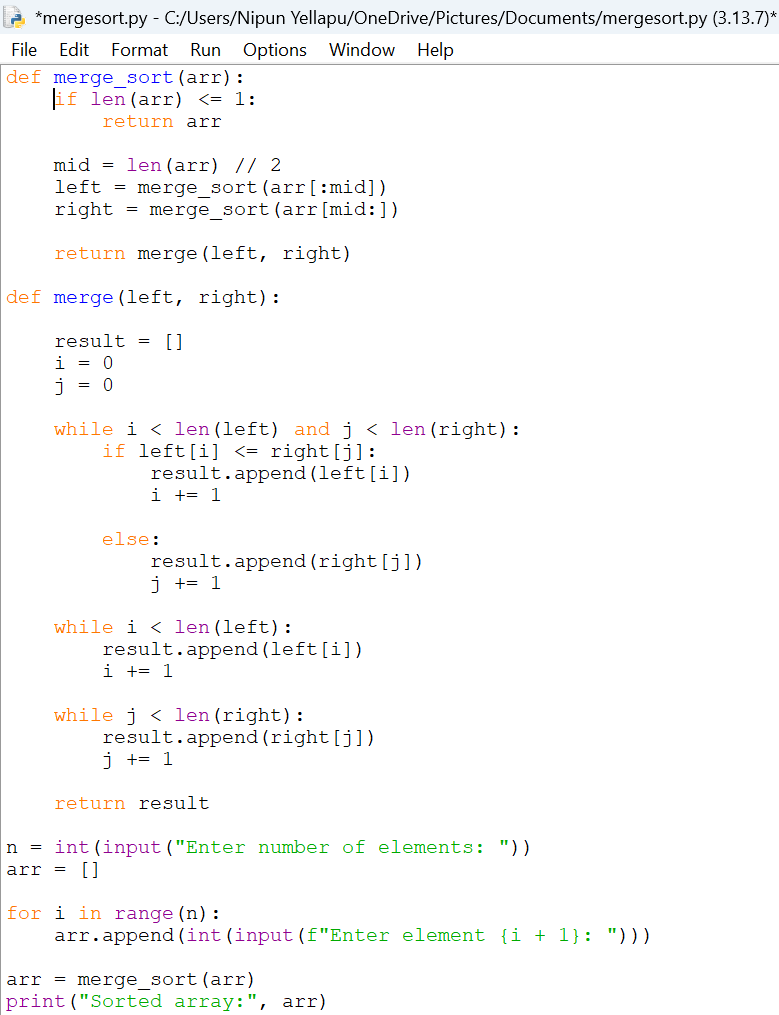 *mergesort.py - C:/Users/Nipun Yellapu/OneDrive/Pictures/Documents/mergesort.py (3.13.7)*
File Edit Format Run Options Window Help
def merge_sort(arr):
    if len(arr) <= 1:
        return arr

    mid = len(arr) // 2
    left = merge_sort(arr[:mid])
    right = merge_sort(arr[mid:])

    return merge(left, right)

def merge(left, right):

    result = []
    i = 0
    j = 0

    while i < len(left) and j < len(right):
        if left[i] <= right[j]:
            result.append(left[i])
            i += 1

        else:
            result.append(right[j])
            j += 1

    while i < len(left):
        result.append(left[i])
        i += 1

    while j < len(right):
        result.append(right[j])
        j += 1

    return result

n = int(input("Enter number of elements: "))
arr = []

for i in range(n):
    arr.append(int(input(f"Enter element {i + 1}: ")))

arr = merge_sort(arr)
print("Sorted array:", arr)